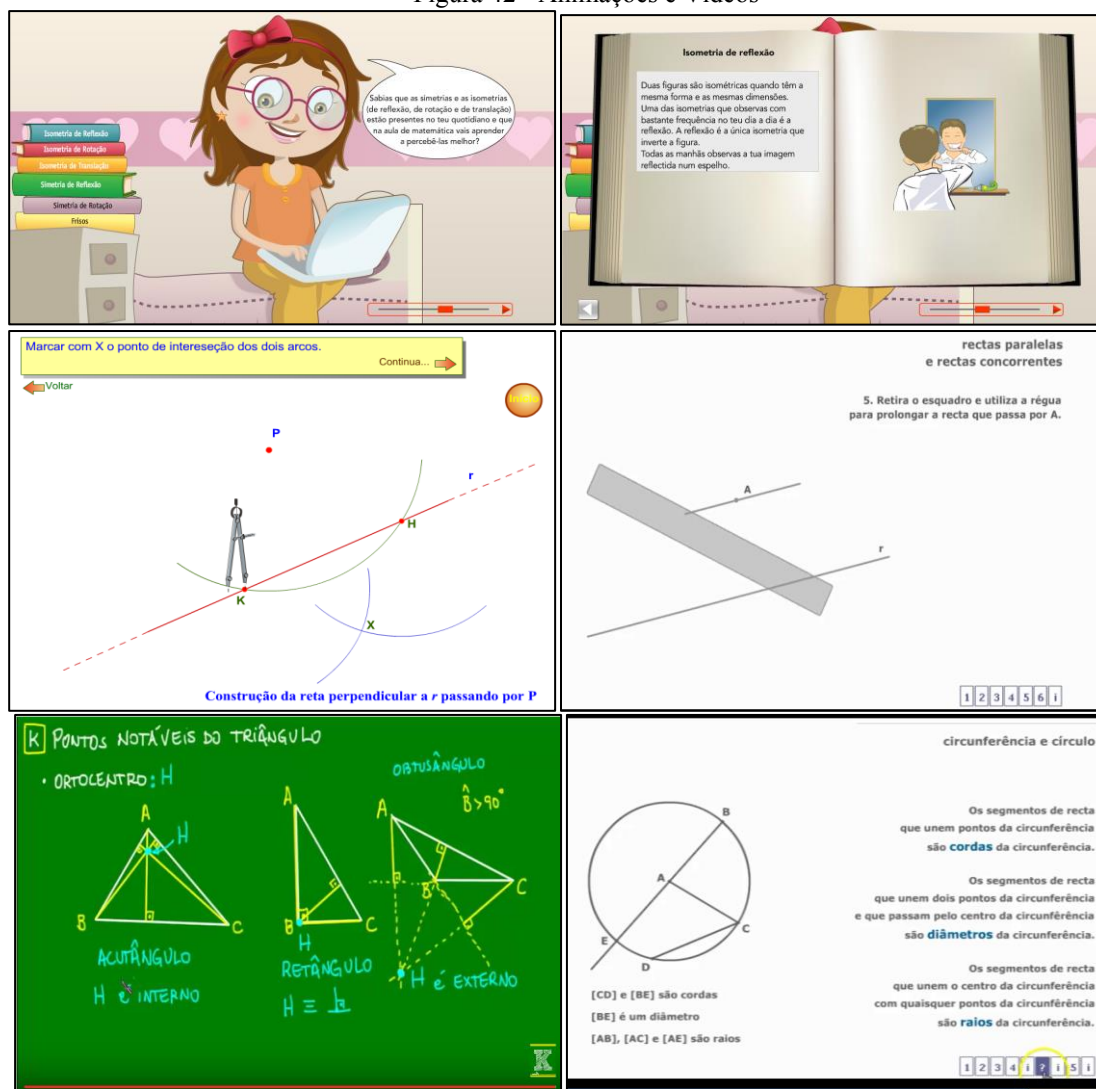 Figura 42 - Animações e Vídeos
Isometria de Reflexão
Isometria de Rotação
Isometria de Translação
Simetria de Reflexão
Simetria de Rotação
Frisos
Sabias que as simetrias e as isometrias
(de reflexão, de rotação e de translação)
estão presentes no teu quotidiano e que
na aula de matemática vais aprender
a percebê-las melhor?
Isometria de reflexão
Duas figuras são isométricas quando têm a
mesma forma e as mesmas dimensões.
Uma das isometrias que observas com
bastante frequência no teu dia a dia é a
reflexão. A reflexão é a única isometria que
inverte a figura.
Todas as manhãs observas a tua imagem
reflectida num espelho.
Marcar com X o ponto de intereseção dos dois arcos.
Continua...
Voltar
Início
P
r
H
K
X
Construção da reta perpendicular a r passando por P
rectas paralelas
e rectas concorrentes
5. Retira o esquadro e utiliza a régua
para prolongar a recta que passa por A.
A
r
1 2 3 4 5 6 i
K PONTOS NOTÁVEIS DO TRIÂNGULO
• ORTOCENTRO: H
A
H
B
C
ACUTÂNGULO
H é INTERNO
A
B
C
H
RETÂNGULO
H ≡
OBTUSÂNGULO
B̂>90°
A
B
C
H é EXTERNO
K
circunferência e círculo
Os segmentos de recta
que unem pontos da circunferência
são cordas da circunferência.
Os segmentos de recta
que unem dois pontos da circunferência
e que passam pelo centro da circunfêrência
são diâmetros da circunferência.
Os segmentos de recta
que unem o centro da circunferência
com quaisquer pontos da circunfêrência
são raios da circunferência.
B
A
C
E
D
[CD] e [BE] são cordas
[BE] é um diâmetro
[AB], [AC] e [AE] são raios
1 2 3 4 i ? i 5 i